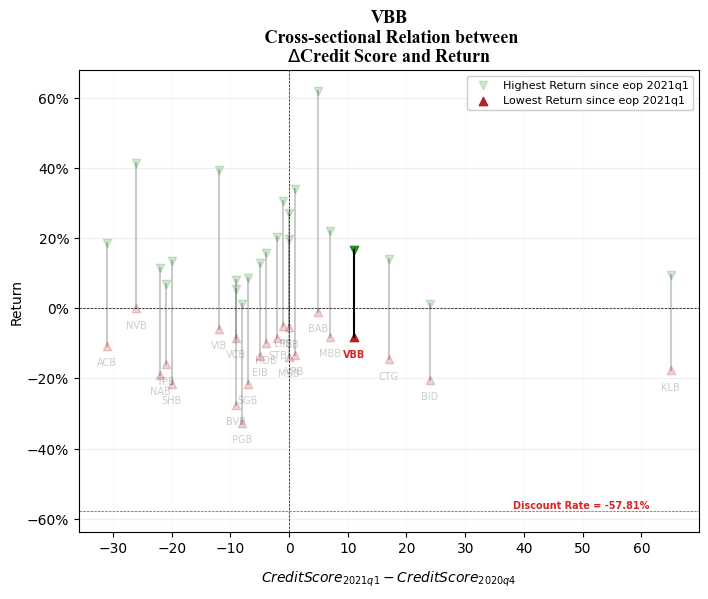 VBB
Cross-sectional Relation between
ΔCredit Score and Return
Highest Return since eop 2021q1
Lowest Return since eop 2021q1
Return
60%
40%
20%
0%
−20%
−40%
−60%
ACB
NVB
NAB
SHB
VIB
VCB
BVB
PGB
SGB
EIB
HDB
STB
BAB
MBB
VBB
CTG
BID
KLB
Discount Rate = -57.81%
−30 −20 −10 0 10 20 30 40 50 60
CreditScore2021q1 − CreditScore2020q4